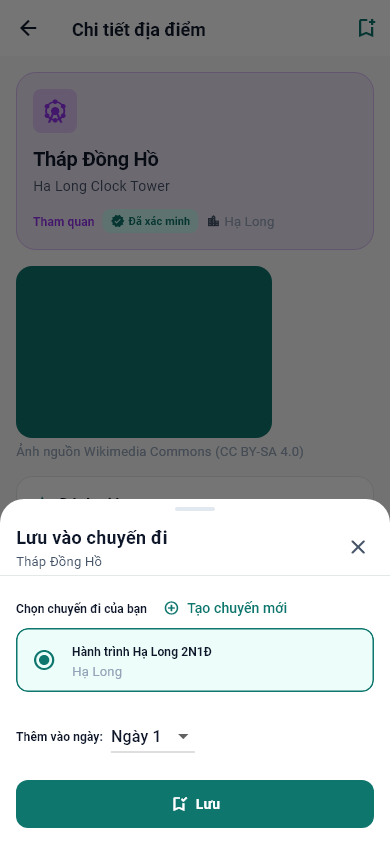 Chi tiết địa điểm
Tháp Đồng Hồ
Ha Long Clock Tower
Tham quan
Đã xác minh
Hạ Long
Ảnh nguồn Wikimedia Commons (CC BY-SA 4.0)
Lưu vào chuyến đi
Tháp Đồng Hồ
Chọn chuyến đi của bạn
Tạo chuyến mới
Hành trình Hạ Long 2N1Đ
Hạ Long
Thêm vào ngày:
Ngày 1
Lưu